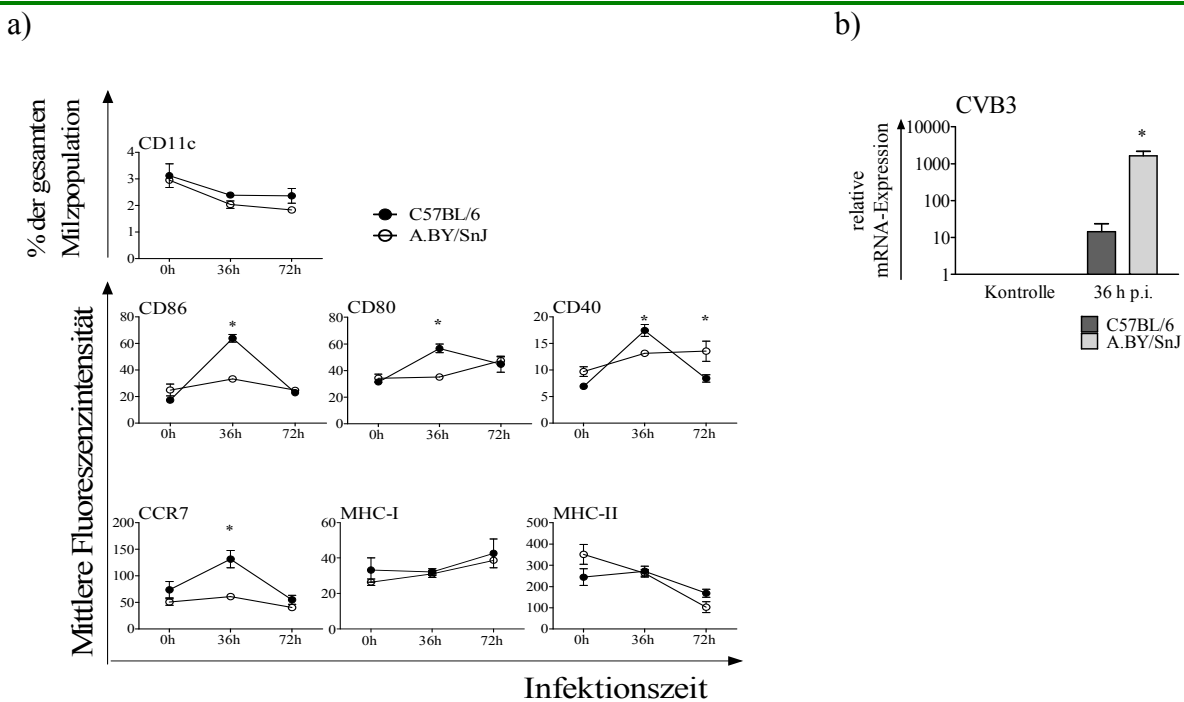 a)
b)
% der gesamten
Milzpopulation
CD11c
4
3
2
1
0
0h 36h 72h
C57BL/6
A.BY/SnJ
Mittlere Fluoreszenzintensität
CD86
80
60
40
20
0
*
0h 36h 72h
CD80
80
60
40
20
0
*
0h 36h 72h
CD40
20
15
10
5
0
* *
0h 36h 72h
CCR7
200
150
100
50
0
*
0h 36h 72h
MHC-I
60
40
20
0
0h 36h 72h
MHC-II
500
400
300
200
100
0
0h 36h 72h
Infektionszeit
CVB3
relative
mRNA-Expression
10000
1000
100
10
1
*
Kontrolle 36 h p.i.
C57BL/6
A.BY/SnJ